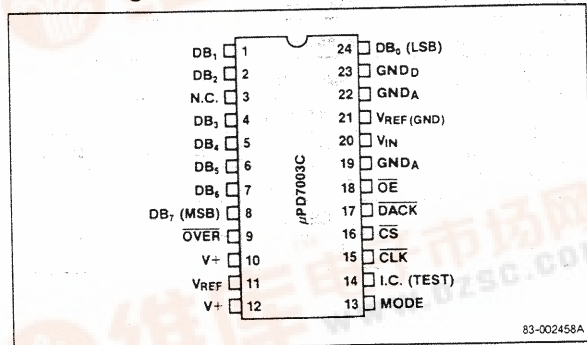 DB₁ 1
DB₂ 2
N.C. 3
DB₃ 4
DB₄ 5
DB₅ 6
DB₆ 7
DB₇ (MSB) 8
OVER 9
V+ 10
VREF 11
V+ 12
μPD7003C
24 DB₀ (LSB)
23 GNDD
22 GNDA
21 VREF (GND)
20 VIN
19 GNDA
18 OE
17 DACK
16 CS
15 CLK
14 I.C. (TEST)
13 MODE
83-002458A